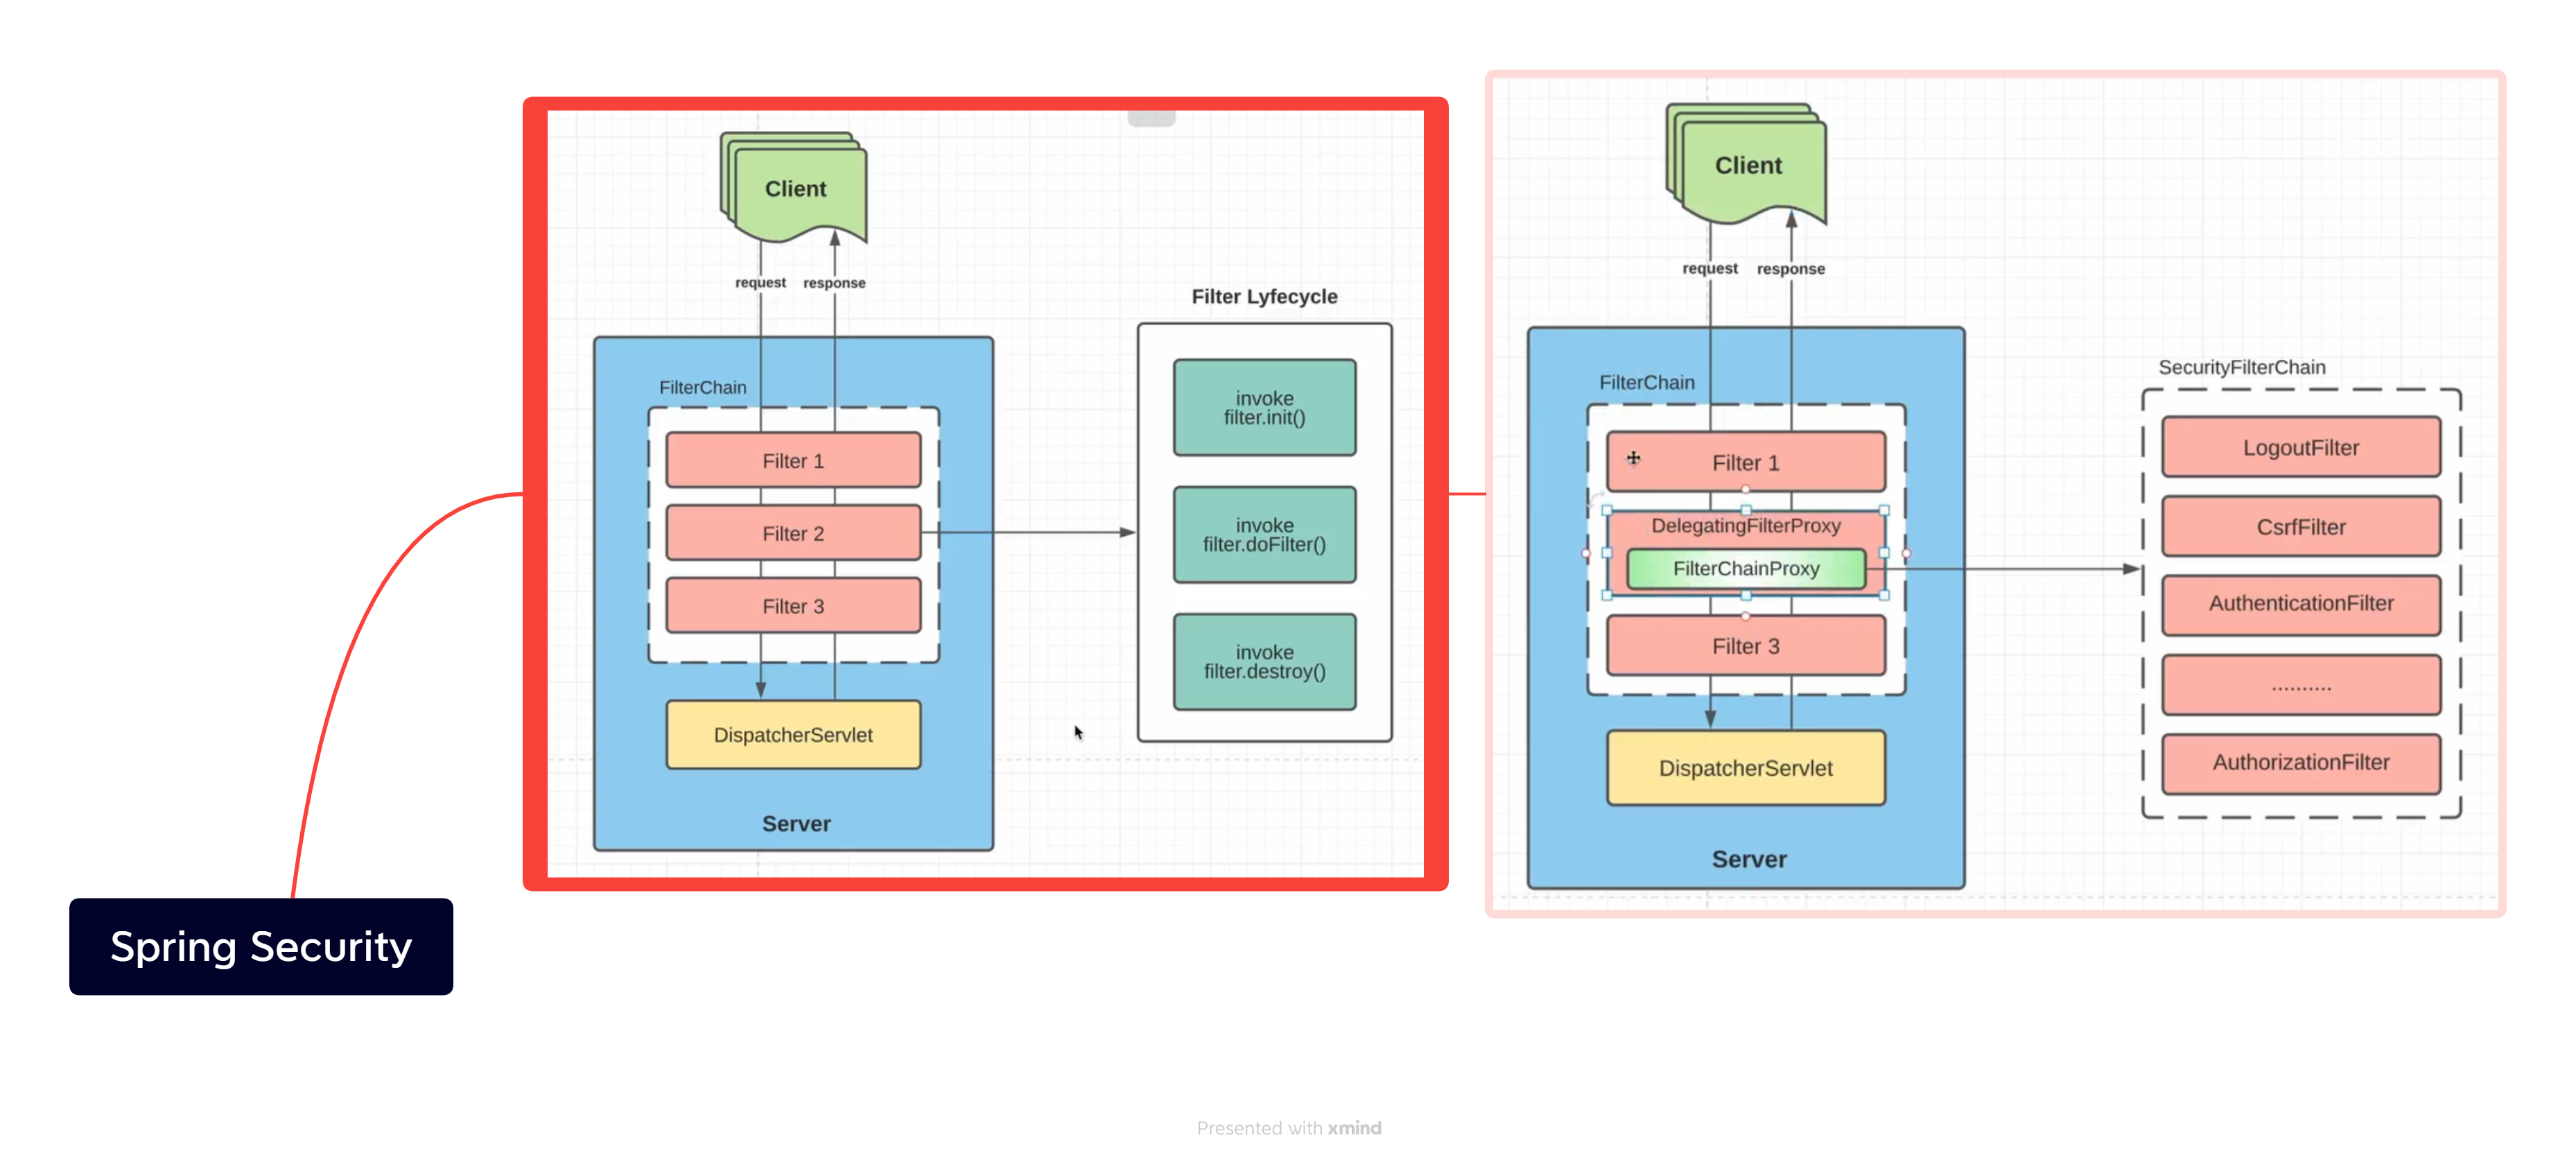 Spring Security
Client
request
response
FilterChain
Filter 1
Filter 2
Filter 3
DispatcherServlet
Server
Filter Lyfecycle
invoke
filter.init()
invoke
filter.doFilter()
invoke
filter.destroy()
Client
request
response
FilterChain
Filter 1
DelegatingFilterProxy
FilterChainProxy
Filter 3
DispatcherServlet
Server
SecurityFilterChain
LogoutFilter
CsrfFilter
AuthenticationFilter
..........
AuthorizationFilter
Presented with xmind